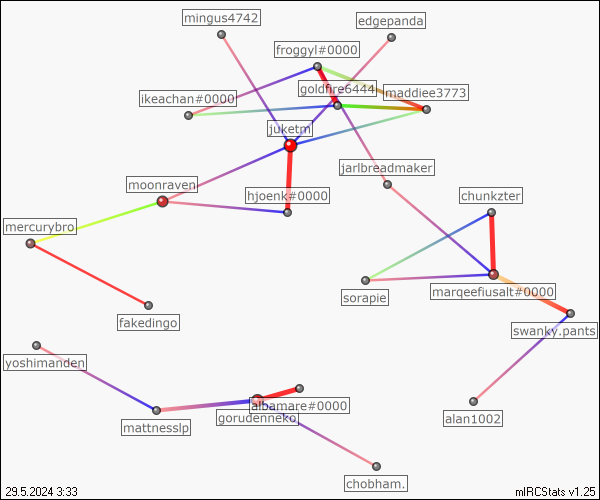 mingus4742
edgepanda
froggyl#0000
goldfire6444
maddiee3773
ikeachan#0000
juketm
jarlbreadmaker
moonraven
hjoenk#0000
chunkzter
mercurybro
sorapie
marqeefiusalt#0000
fakedingo
swanky.pants
yoshimanden
albamare#0000
gorudenneko
mattnesslp
alan1002
chobham.
29.5.2024 3:33
mIRCStats v1.25